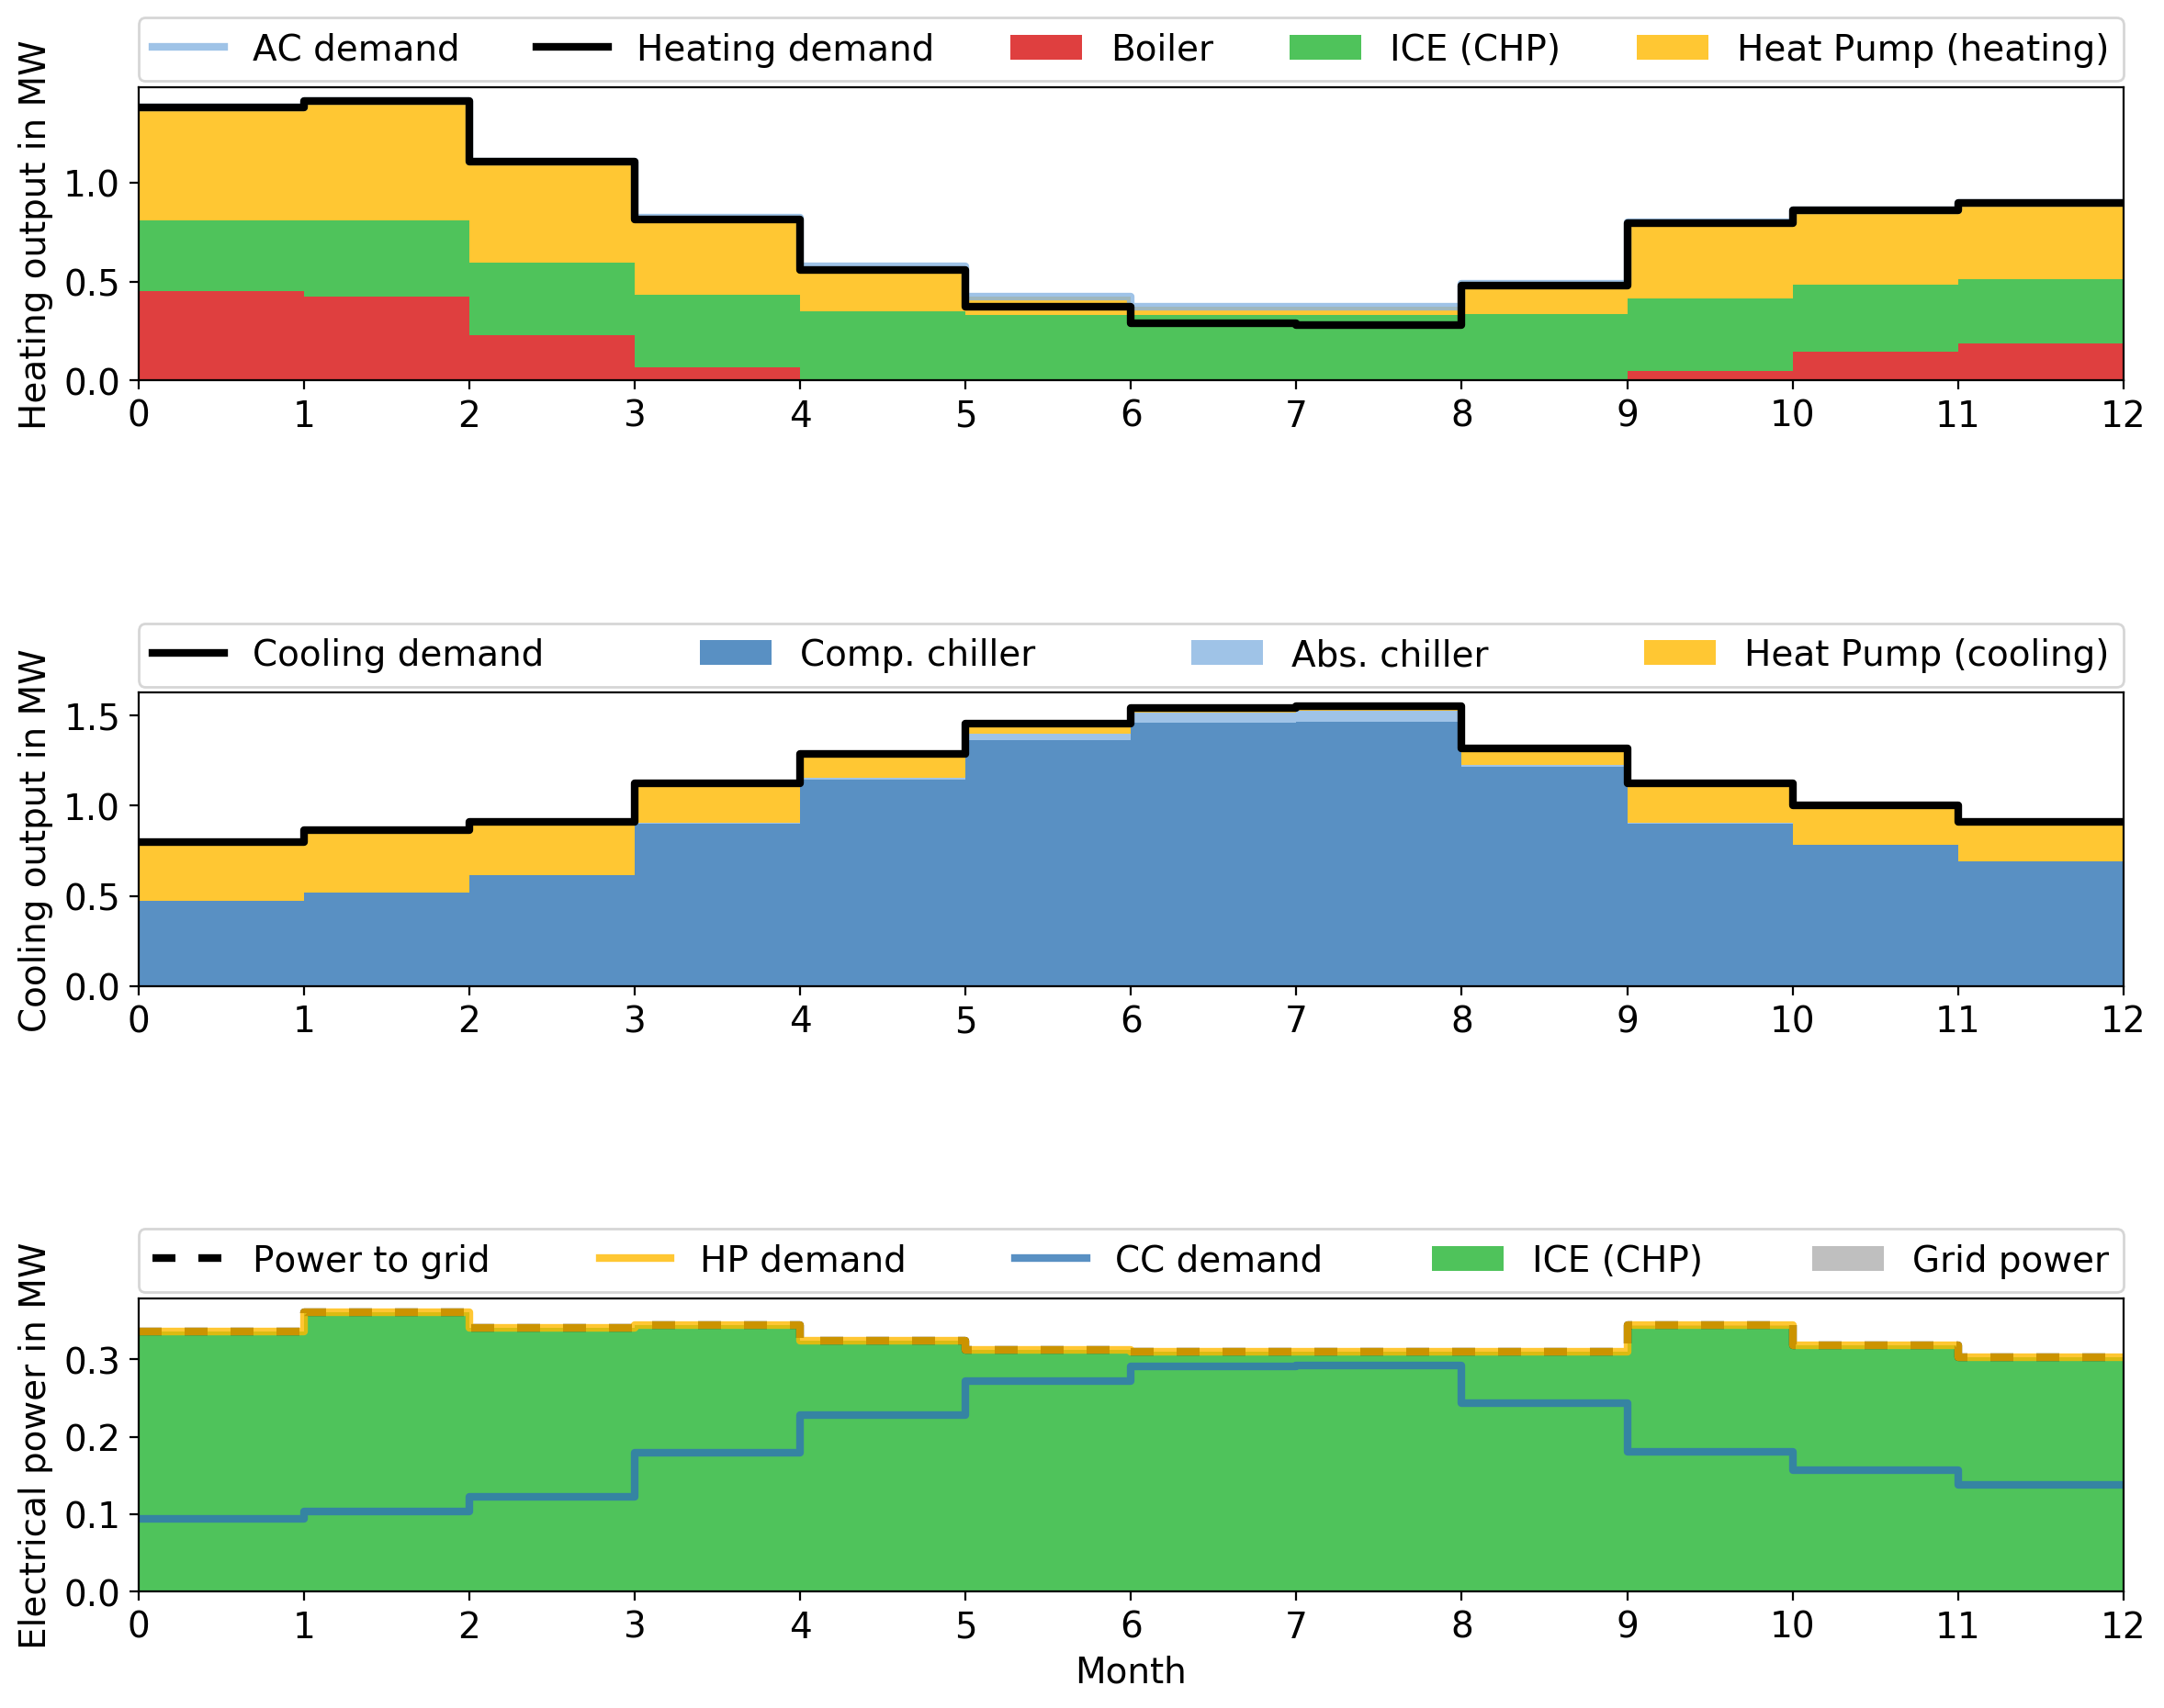 AC demand Heating demand Boiler ICE (CHP) Heat Pump (heating)
Heating output in MW
1.0
0.5
0.0
0 1 2 3 4 5 6 7 8 9 10 11 12
Cooling demand Comp. chiller Abs. chiller Heat Pump (cooling)
Cooling output in MW
1.5
1.0
0.5
0.0
0 1 2 3 4 5 6 7 8 9 10 11 12
Power to grid HP demand CC demand ICE (CHP) Grid power
Electrical power in MW
0.3
0.2
0.1
0.0
0 1 2 3 4 5 6 7 8 9 10 11 12
Month